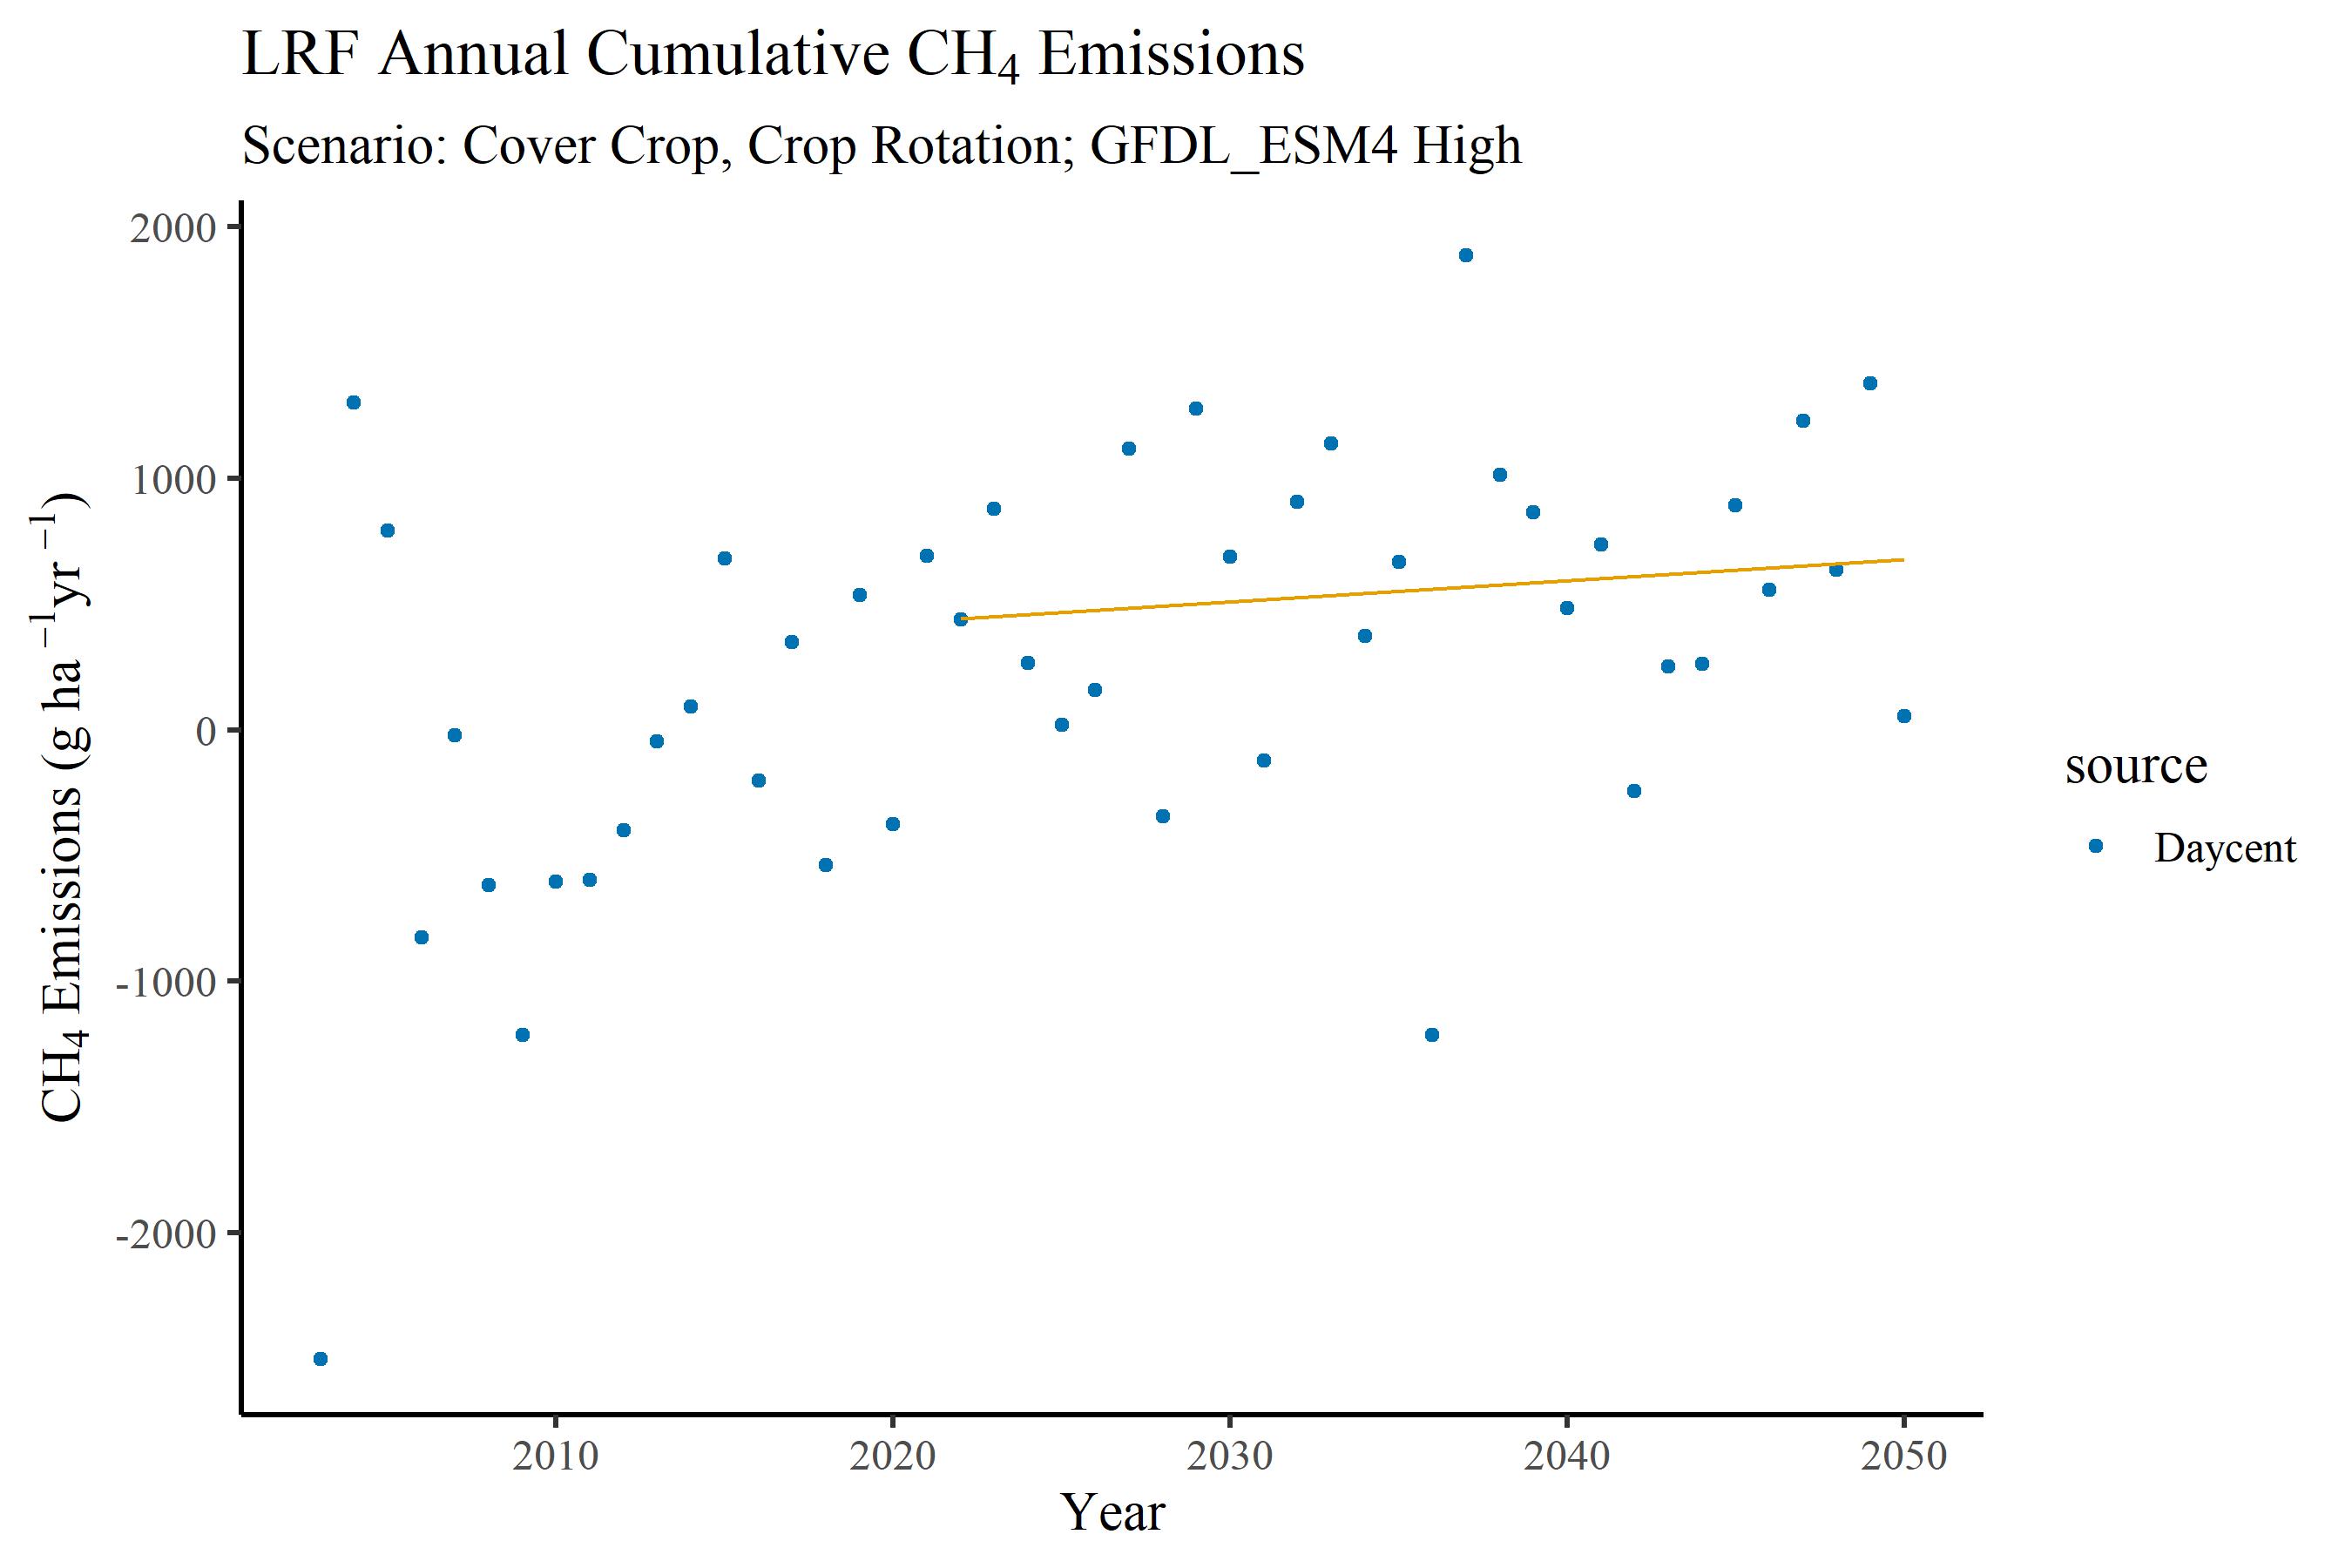 LRF Annual Cumulative CH₄ Emissions
Scenario: Cover Crop, Crop Rotation; GFDL_ESM4 High
CH₄ Emissions (g ha ⁻¹yr ⁻¹)
2000
1000
0
-1000
-2000
2010 2020 2030 2040 2050
Year
source
Daycent